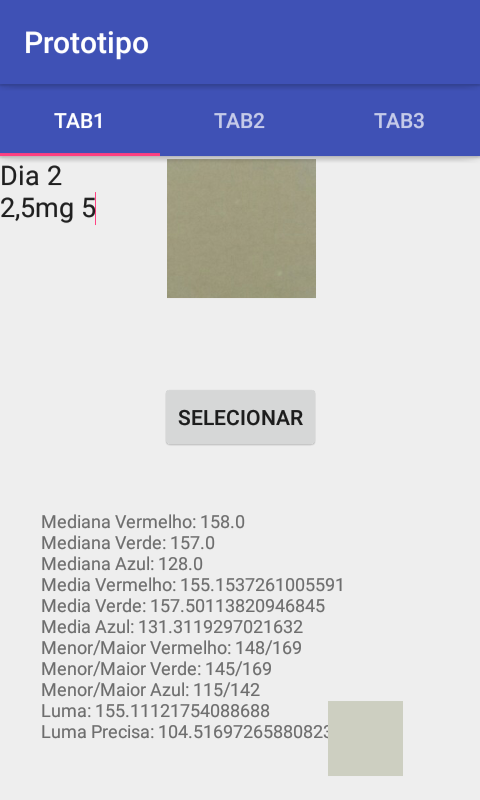 Prototipo
TAB1 TAB2 TAB3
Dia 2
2,5mg 5
SELECIONAR
Mediana Vermelho: 158.0
Mediana Verde: 157.0
Mediana Azul: 128.0
Media Vermelho: 155.1537261005591
Media Verde: 157.50113820946845
Media Azul: 131.3119297021632
Menor/Maior Vermelho: 148/169
Menor/Maior Verde: 145/169
Menor/Maior Azul: 115/142
Luma: 155.11121754088688
Luma Precisa: 104.51697265880823